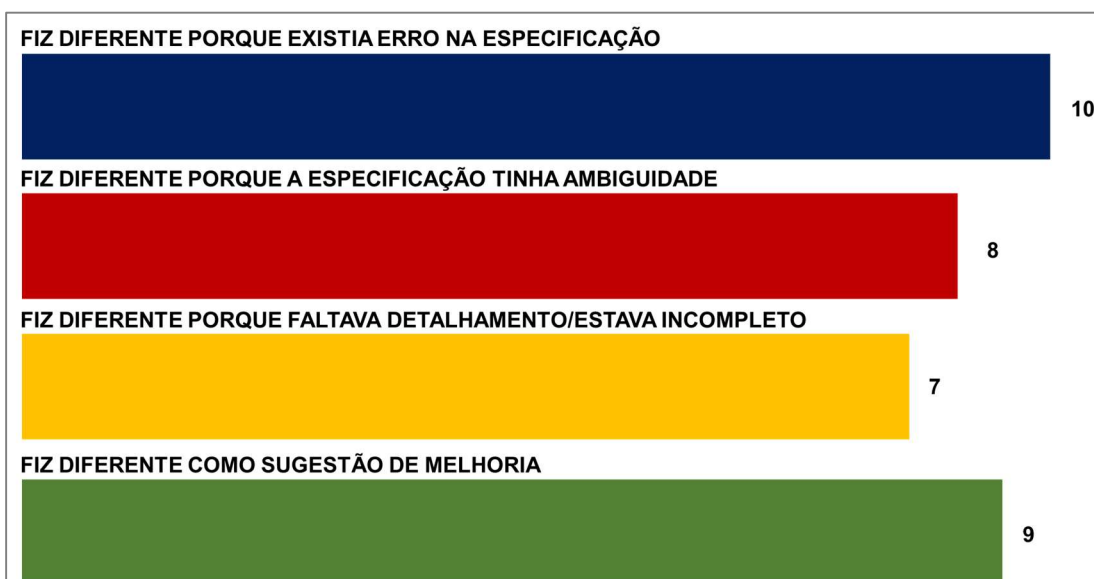 FIZ DIFERENTE PORQUE EXISTIA ERRO NA ESPECIFICAÇÃO
10
FIZ DIFERENTE PORQUE A ESPECIFICAÇÃO TINHA AMBIGUIDADE
8
FIZ DIFERENTE PORQUE FALTAVA DETALHAMENTO/ESTAVA INCOMPLETO
7
FIZ DIFERENTE COMO SUGESTÃO DE MELHORIA
9